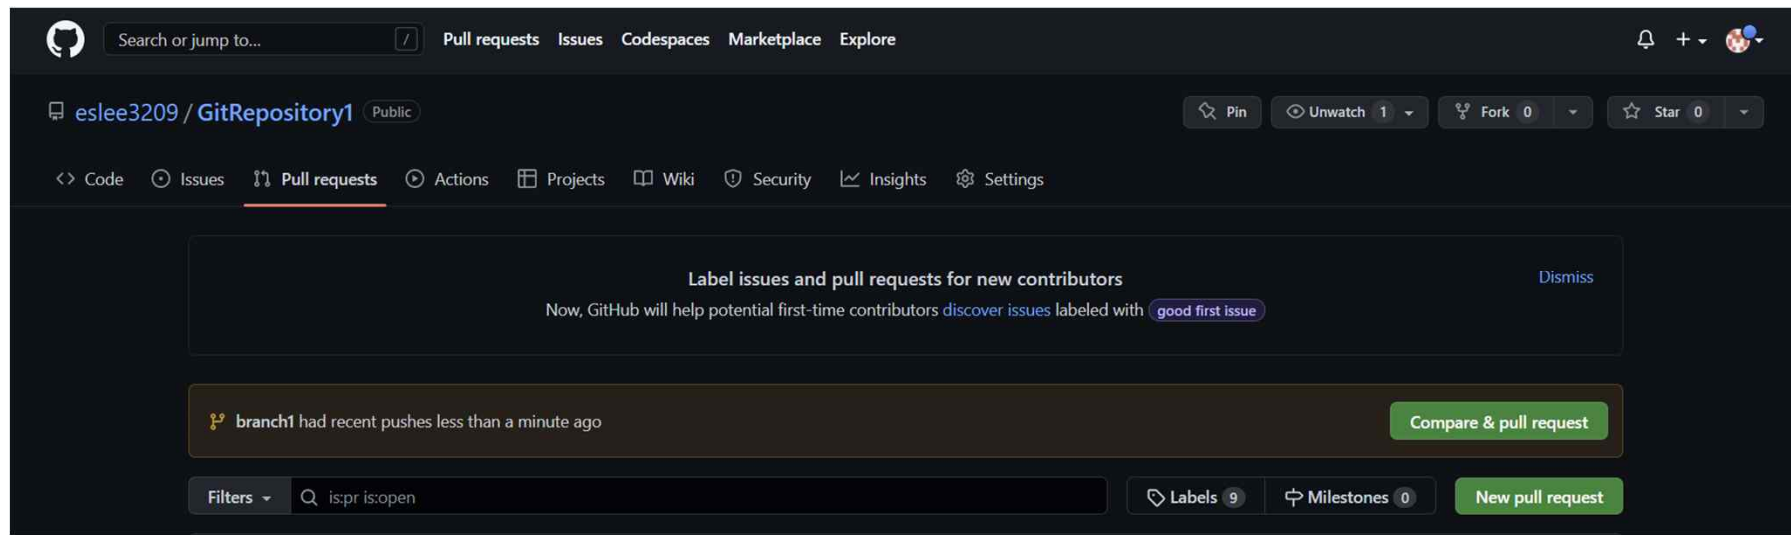 Search or jump to... / Pull requests Issues Codespaces Marketplace Explore
eslee3209 / GitRepository1 Public Pin Unwatch 1 Fork 0 Star 0
Code Issues Pull requests Actions Projects Wiki Security Insights Settings
Label issues and pull requests for new contributors Dismiss
Now, GitHub will help potential first-time contributors discover issues labeled with good first issue
branch1 had recent pushes less than a minute ago Compare & pull request
Filters is:pr is:open Labels 9 Milestones 0 New pull request